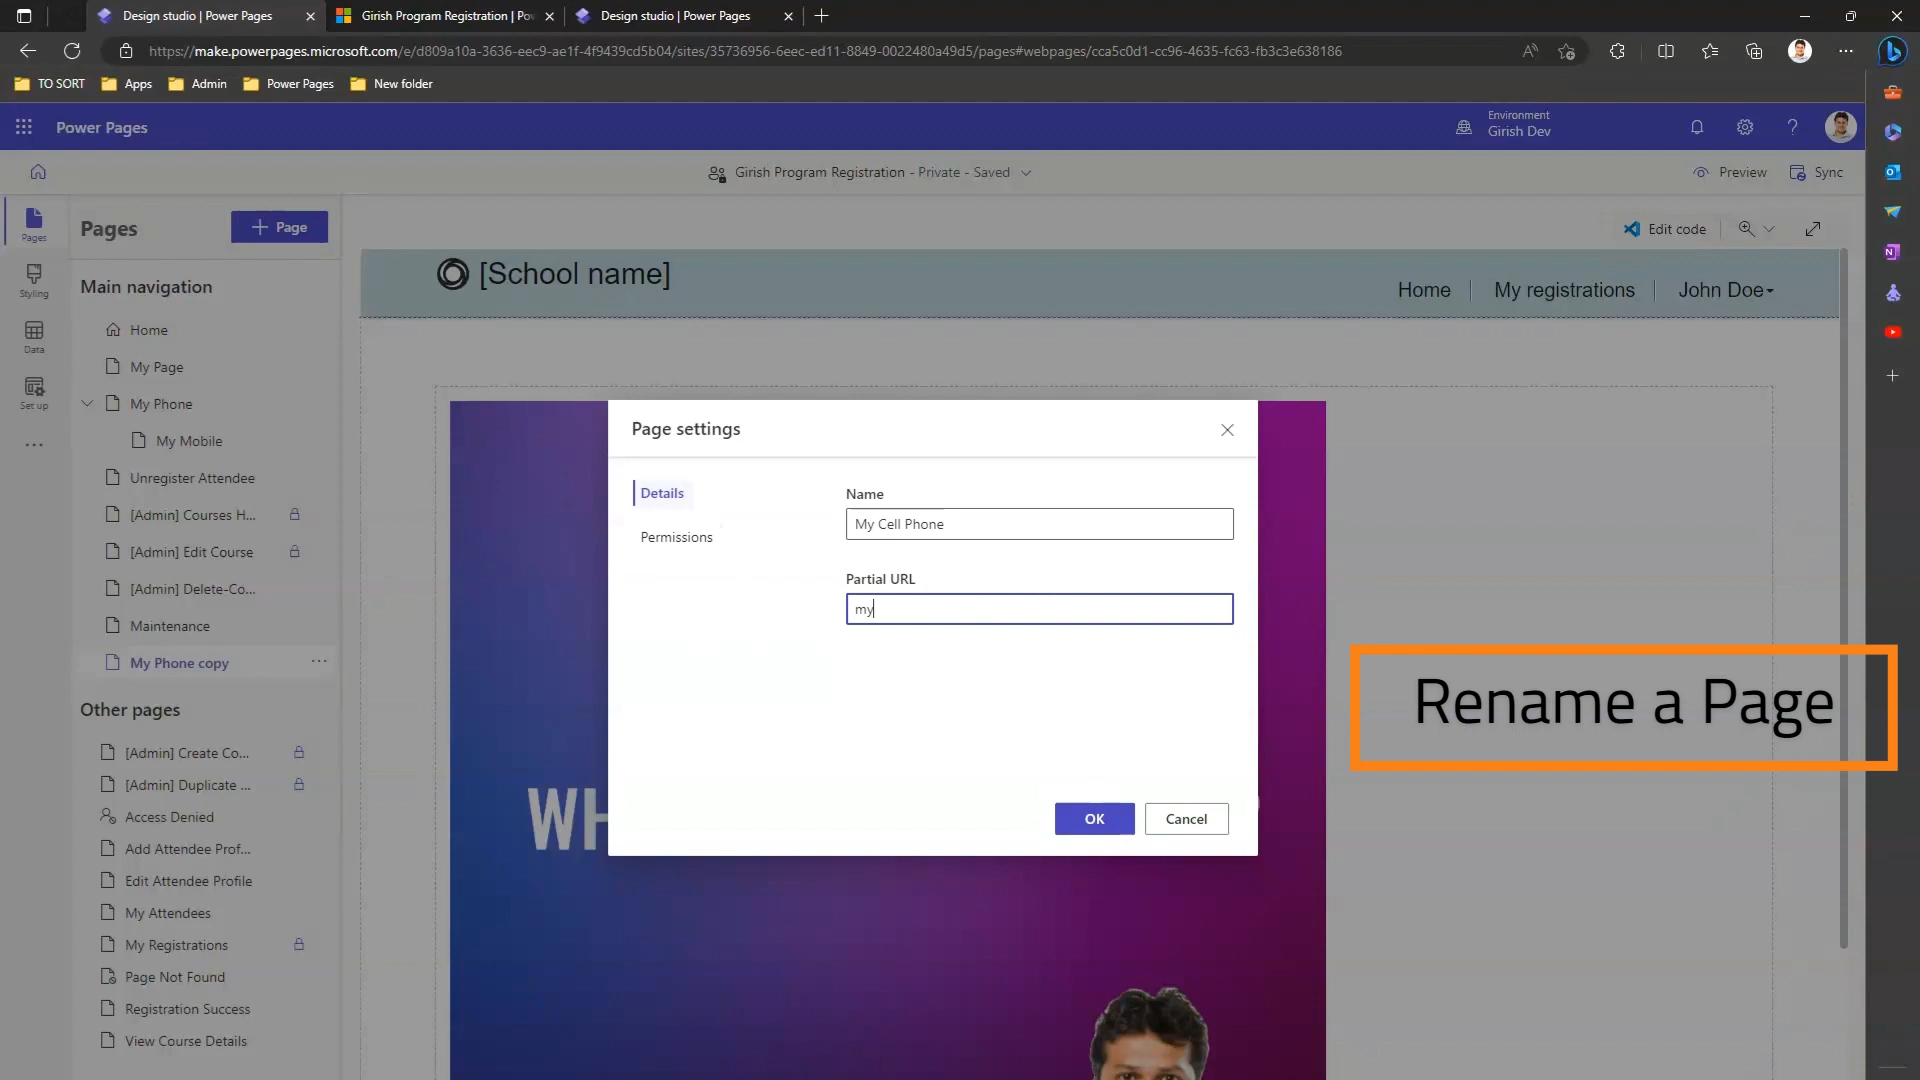 Design studio | Power Pages
Girish Program Registration | Pow
Design studio | Power Pages
https://make.powerpages.microsoft.com/e/d809a10a-3636-eec9-ae1f-4f9439cd5b04/sites/35736956-6eec-ed11-8849-0022480a49d5/pages#webpages/cca5c0d1-cc96-4635-fc63-fb3c3e638186
TO SORT
Apps
Admin
Power Pages
New folder
Power Pages
Environment
Girish Dev
Girish Program Registration - Private - Saved
Preview
Sync
Pages
Styling
Data
Set up
Pages
Page
Main navigation
Home
My Page
My Phone
My Mobile
Unregister Attendee
[Admin] Courses H...
[Admin] Edit Course
[Admin] Delete-Co...
Maintenance
My Phone copy
Other pages
[Admin] Create Co...
[Admin] Duplicate ...
Access Denied
Add Attendee Prof...
Edit Attendee Profile
My Attendees
My Registrations
Page Not Found
Registration Success
View Course Details
Edit code
[School name]
Home
My registrations
John Doe
Page settings
Details
Permissions
Name
My Cell Phone
Partial URL
my
OK
Cancel
WH
Rename a Page